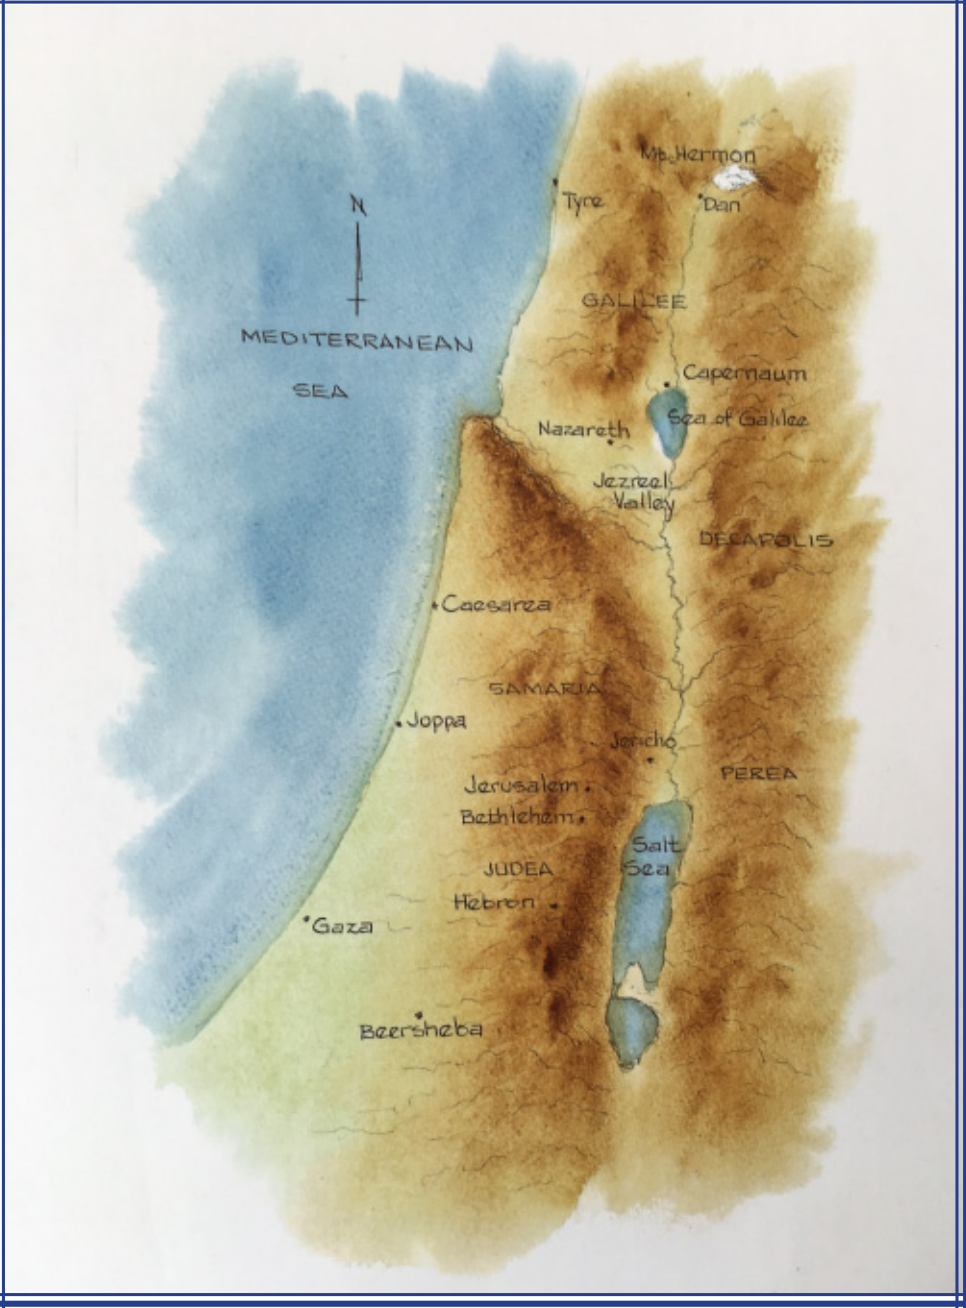 Mt. Hermon
Tyre
Dan
N
GALILEE
MEDITERRANEAN
SEA
Capernaum
Sea of Galilee
Nazareth
Jezreel
Valley
DECAPOLIS
Caesarea
SAMARIA
Joppa
Jericho
PEREA
Jerusalem
Bethlehem
Salt
Sea
JUDEA
Hebron
Gaza
Beersheba